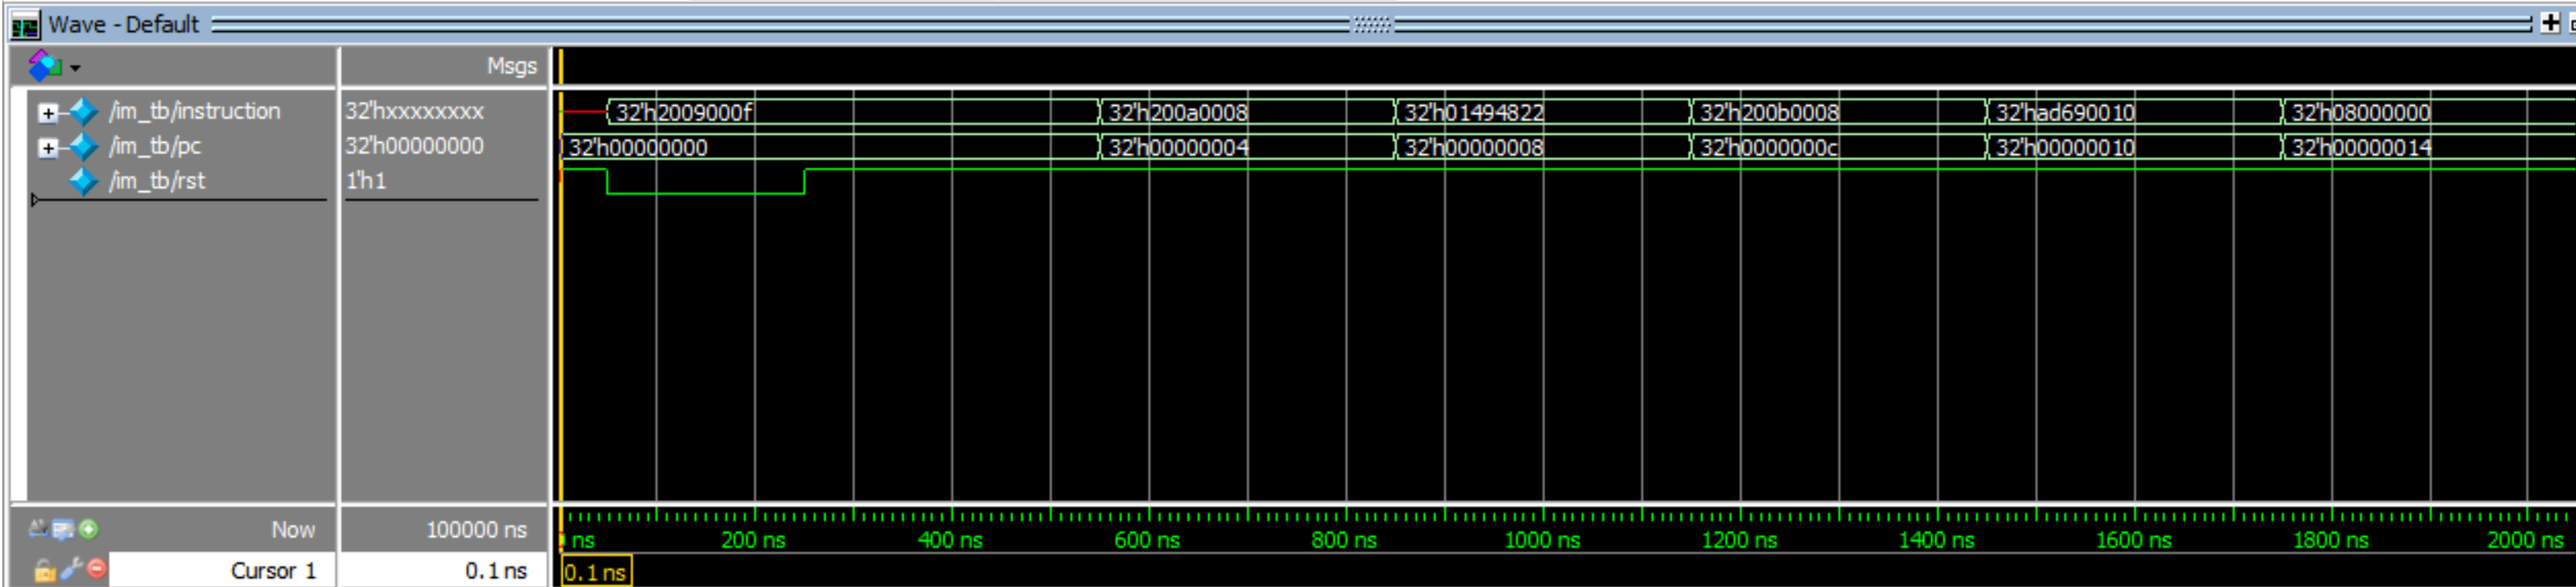 Wave - Default
Msgs
/im_tb/instruction 32'hxxxxxxxx 32'h2009000f 32'h200a0008 32'h01494822 32'h200b0008 32'had690010 32'h08000000
/im_tb/pc 32'h00000000 32'h00000000 32'h00000004 32'h00000008 32'h0000000c 32'h00000010 32'h00000014
/im_tb/rst 1'h1
Now 100000 ns ns 200 ns 400 ns 600 ns 800 ns 1000 ns 1200 ns 1400 ns 1600 ns 1800 ns 2000 ns
Cursor 1 0.1 ns 0.1 ns